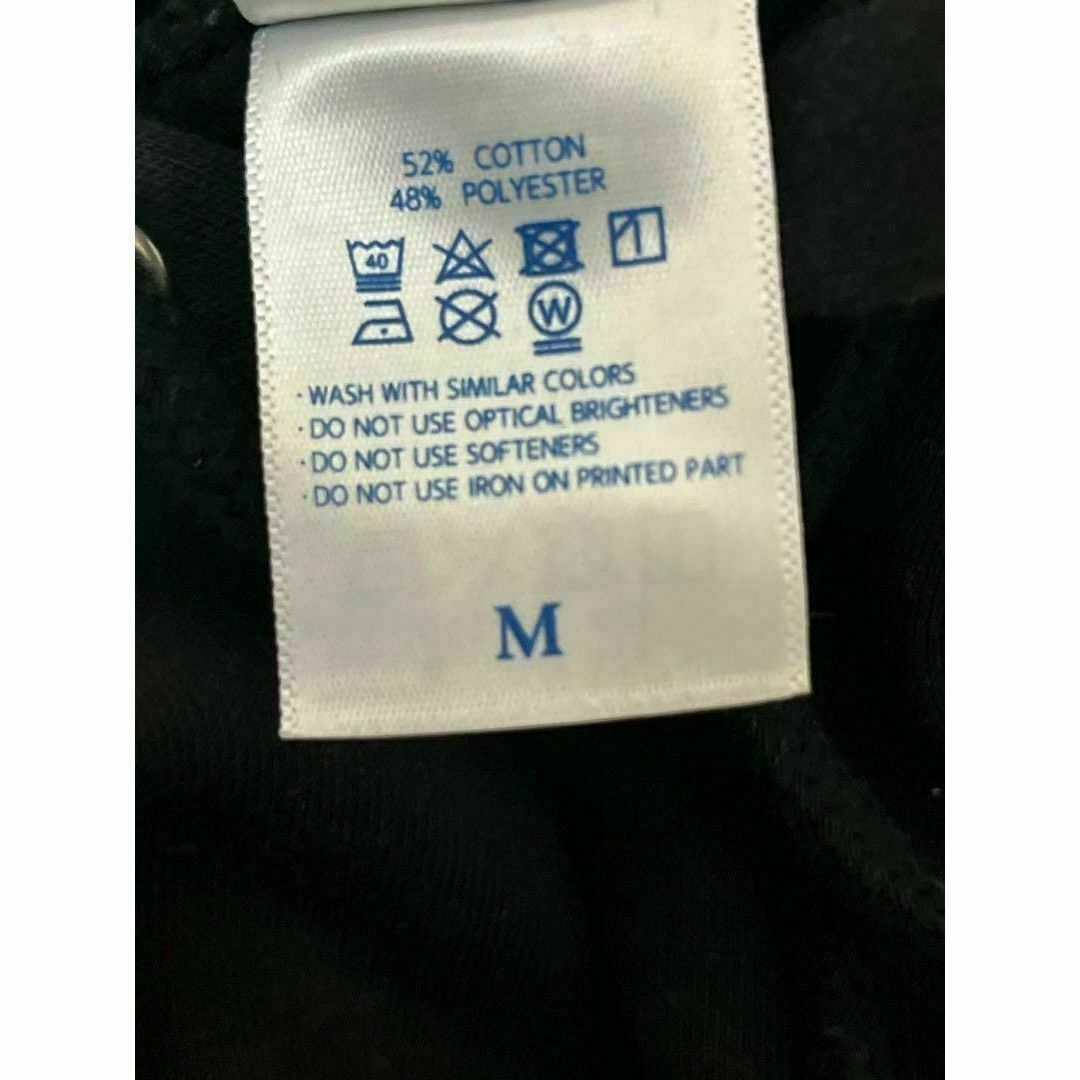 52% COTTON
48% POLYESTER
40
W
· WASH WITH SIMILAR COLORS
· DO NOT USE OPTICAL BRIGHTENERS
· DO NOT USE SOFTENERS
· DO NOT USE IRON ON PRINTED PART
M